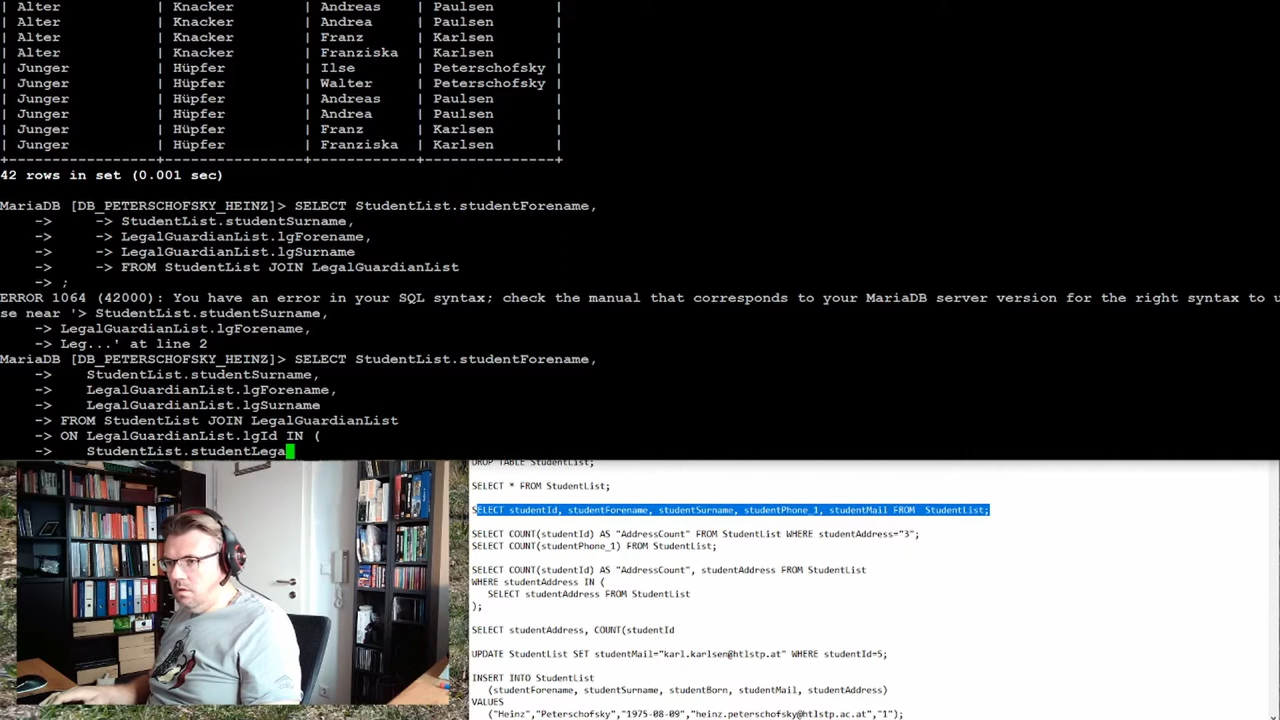 | Alter | Knacker | Andreas | Paulsen |
| Alter | Knacker | Andrea | Paulsen |
| Alter | Knacker | Franz | Karlsen |
| Alter | Knacker | Franziska | Karlsen |
| Junger | Hüpfer | Ilse | Peterschofsky |
| Junger | Hüpfer | Walter | Peterschofsky |
| Junger | Hüpfer | Andreas | Paulsen |
| Junger | Hüpfer | Andrea | Paulsen |
| Junger | Hüpfer | Franz | Karlsen |
| Junger | Hüpfer | Franziska | Karlsen |
+-----------------+----------------+------------+---------------+
42 rows in set (0.001 sec)
MariaDB [DB_PETERSCHOFSKY_HEINZ]> SELECT StudentList.studentForename,
-> -> StudentList.studentSurname,
-> -> LegalGuardianList.lgForename,
-> -> LegalGuardianList.lgSurname
-> -> FROM StudentList JOIN LegalGuardianList
-> ;
ERROR 1064 (42000): You have an error in your SQL syntax; check the manual that corresponds to your MariaDB server version for the right syntax to u
se near '> StudentList.studentSurname,
-> LegalGuardianList.lgForename,
-> Leg...' at line 2
MariaDB [DB_PETERSCHOFSKY_HEINZ]> SELECT StudentList.studentForename,
-> StudentList.studentSurname,
-> LegalGuardianList.lgForename,
-> LegalGuardianList.lgSurname
-> FROM StudentList JOIN LegalGuardianList
-> ON LegalGuardianList.lgId IN (
-> StudentList.studentLega
DROP TABLE StudentList;
SELECT * FROM StudentList;
SELECT studentId, studentForename, studentSurname, studentPhone_1, studentMail FROM  StudentList;
SELECT COUNT(studentId) AS "AddressCount" FROM StudentList WHERE studentAddress="3";
SELECT COUNT(studentPhone_1) FROM StudentList;
SELECT COUNT(studentId) AS "AddressCount", studentAddress FROM StudentList
WHERE studentAddress IN (
SELECT studentAddress FROM StudentList
);
SELECT studentAddress, COUNT(studentId
UPDATE StudentList SET studentMail="karl.karlsen@htlstp.at" WHERE studentId=5;
INSERT INTO StudentList
(studentForename, studentSurname, studentBorn, studentMail, studentAddress)
VALUES
("Heinz","Peterschofsky","1975-08-09","heinz.peterschofsky@htlstp.ac.at","1");